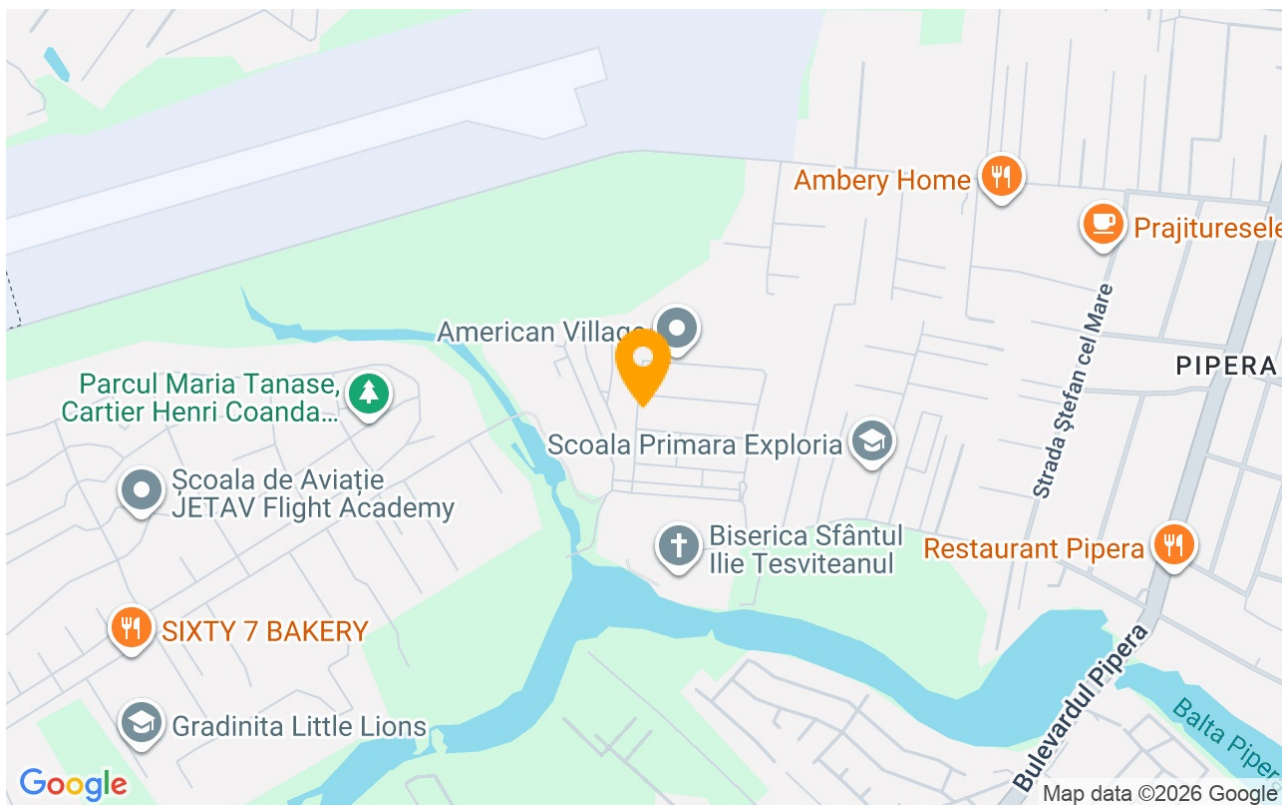 Ambery Home
Prajituresele
American Village
PIPERA
Parcul Maria Tanase,
Cartier Henri Coanda...
Strada Ștefan cel Mare
Scoala Primara Exploria
Școala de Aviație
JETAV Flight Academy
Biserica Sfântul
Ilie Tesviteanul
Restaurant Pipera
SIXTY 7 BAKERY
Bulevardul Pipera
Gradinita Little Lions
Balta Pipera
Google
Map data ©2026 Google